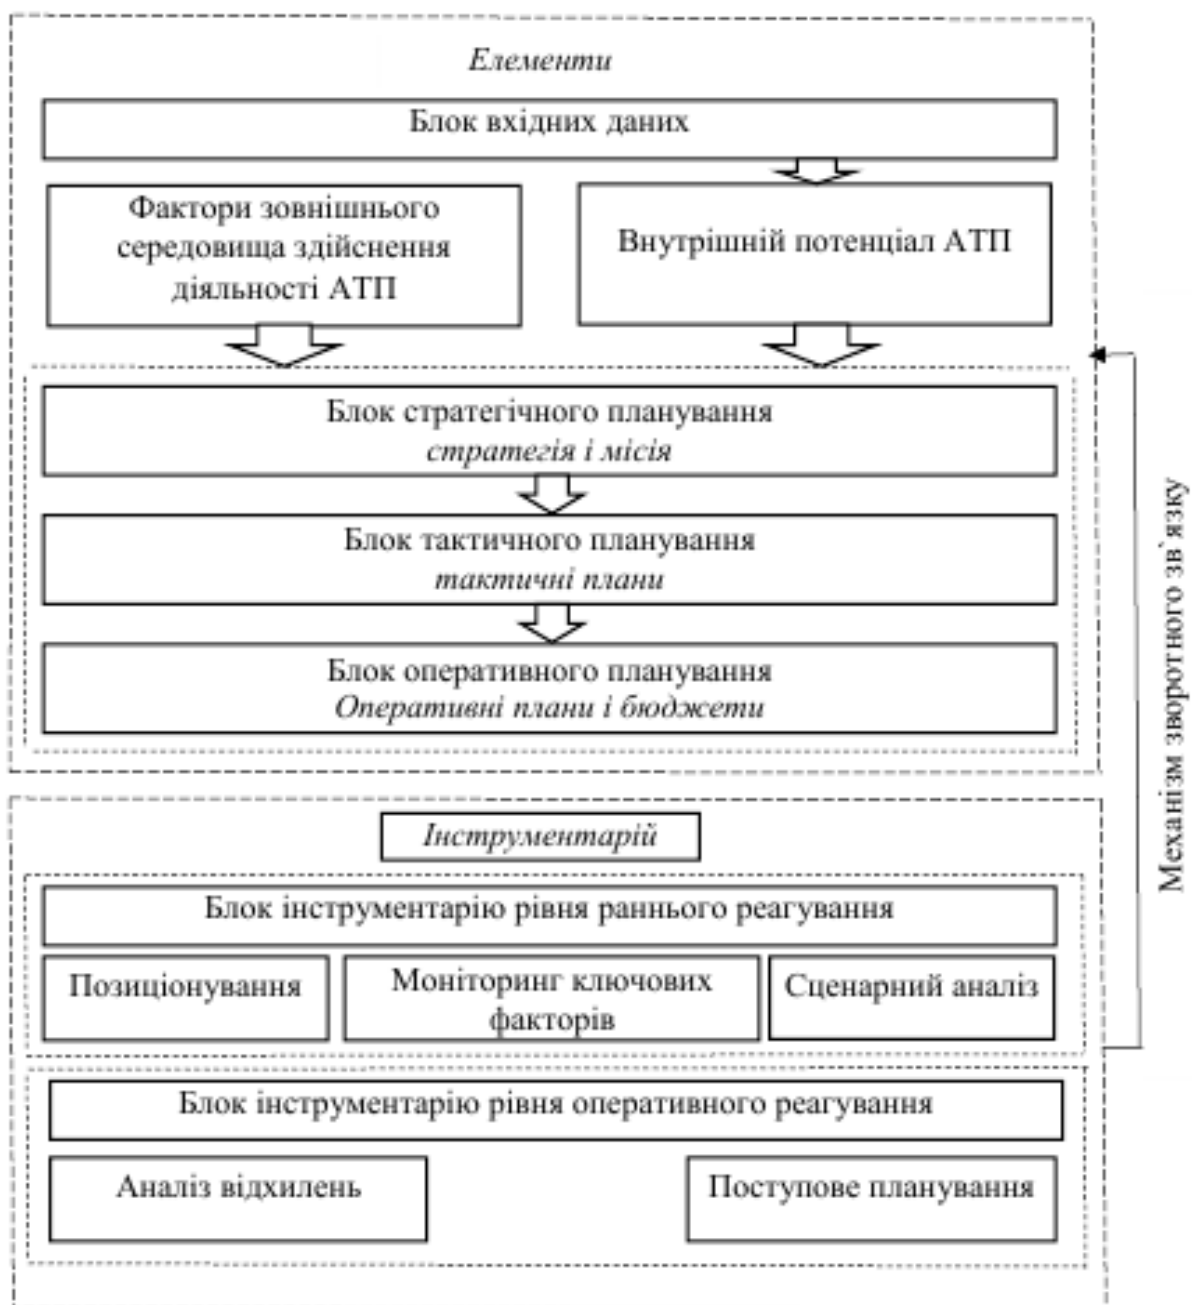 Елементи
Блок вхідних даних
Фактори зовнішнього
середовища здійснення
діяльності АТП
Внутрішній потенціал АТП
Блок стратегічного планування
стратегія і місія
Блок тактичного планування
тактичні плани
Блок оперативного планування
Оперативні плани і бюджети
Механізм зворотного зв`язку
Інструментарій
Блок інструментарію рівня раннього реагування
Позиціонування
Моніторинг ключових
факторів
Сценарний аналіз
Блок інструментарію рівня оперативного реагування
Аналіз відхилень
Поступове планування